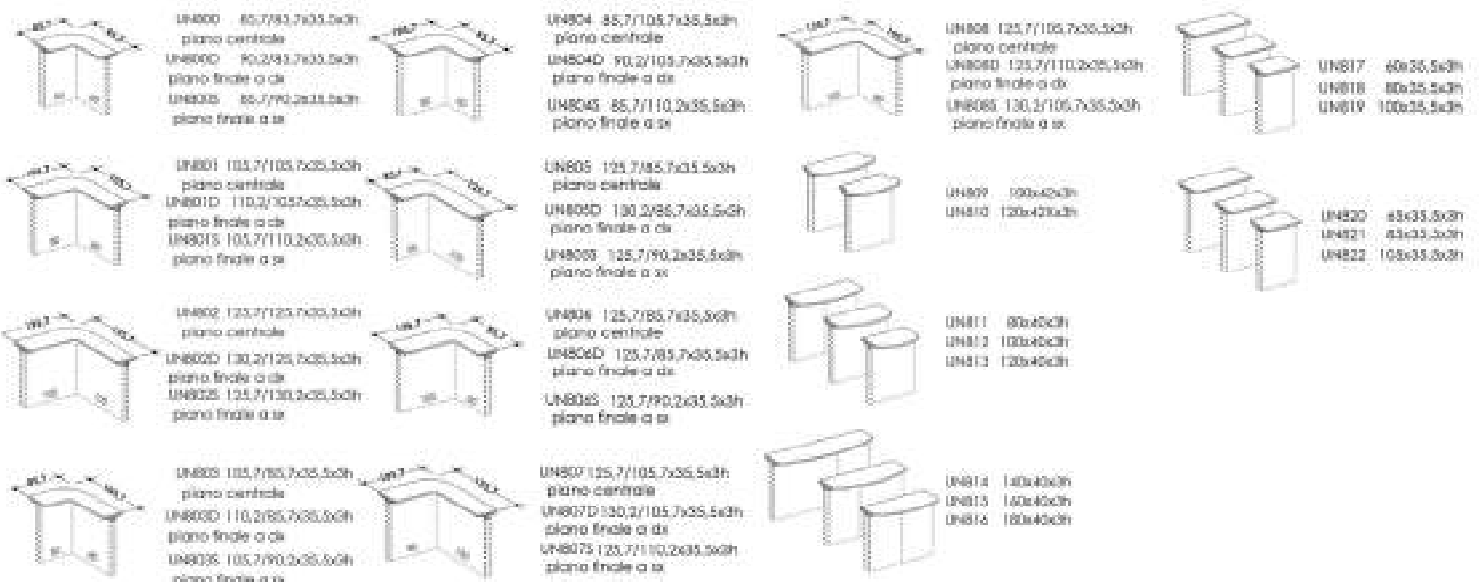 UN800 85,7/85,7x35,5x3h
piano centrale
UN800D 90,2/85,7x35,5x3h
piano finale a dx
UN800S 85,7/90,2x35,5x3h
piano finale a sx
UN801 105,7/105,7x35,5x3h
piano centrale
UN801D 110,2/1057x35,5x3h
piano finale a dx
UN801S 105,7/110,2x35,5x3h
piano finale a sx
UN802 125,7/125,7x35,5x3h
piano centrale
UN802D 130,2/125,7x35,5x3h
piano finale a dx
UN802S 125,7/130,2x35,5x3h
piano finale a sx
UN803 105,7/85,7x35,5x3h
piano centrale
UN803D 110,2/85,7x35,5x3h
piano finale a dx
UN803S 105,7/90,2x35,5x3h
piano finale a sx
UN804 85,7/105,7x35,5x3h
piano centrale
UN804D 90,2/105,7x35,5x3h
piano finale a dx
UN804S 85,7/110,2x35,5x3h
piano finale a sx
UN805 125,7/85,7x35,5x3h
piano centrale
UN805D 130,2/85,7x35,5x3h
piano finale a dx
UN805S 125,7/90,2x35,5x3h
piano finale a sx
UN806 125,7/85,7x35,5x3h
piano centrale
UN806D 125,7/85,7x35,5x3h
piano finale a dx
UN806S 125,7/90,2x35,5x3h
piano finale a sx
UN807 125,7/105,7x35,5x3h
piano centrale
UN807D 130,2/105,7x35,5x3h
piano finale a dx
UN807S 125,7/110,2x35,5x3h
piano finale a sx
UN808 125,7/105,7x35,5x3h
piano centrale
UN808D 125,7/110,2x35,5x3h
piano finale a dx
UN808S 130,2/105,7x35,5x3h
piano finale a sx
UN809 100x42x3h
UN810 120x42x3h
UN811 80x40x3h
UN812 100x40x3h
UN813 120x40x3h
UN814 140x40x3h
UN815 160x40x3h
UN816 180x40x3h
UN817 60x35,5x3h
UN818 80x35,5x3h
UN819 100x35,5x3h
UN820 65x35,5x3h
UN821 85x35,5x3h
UN822 105x35,5x3h